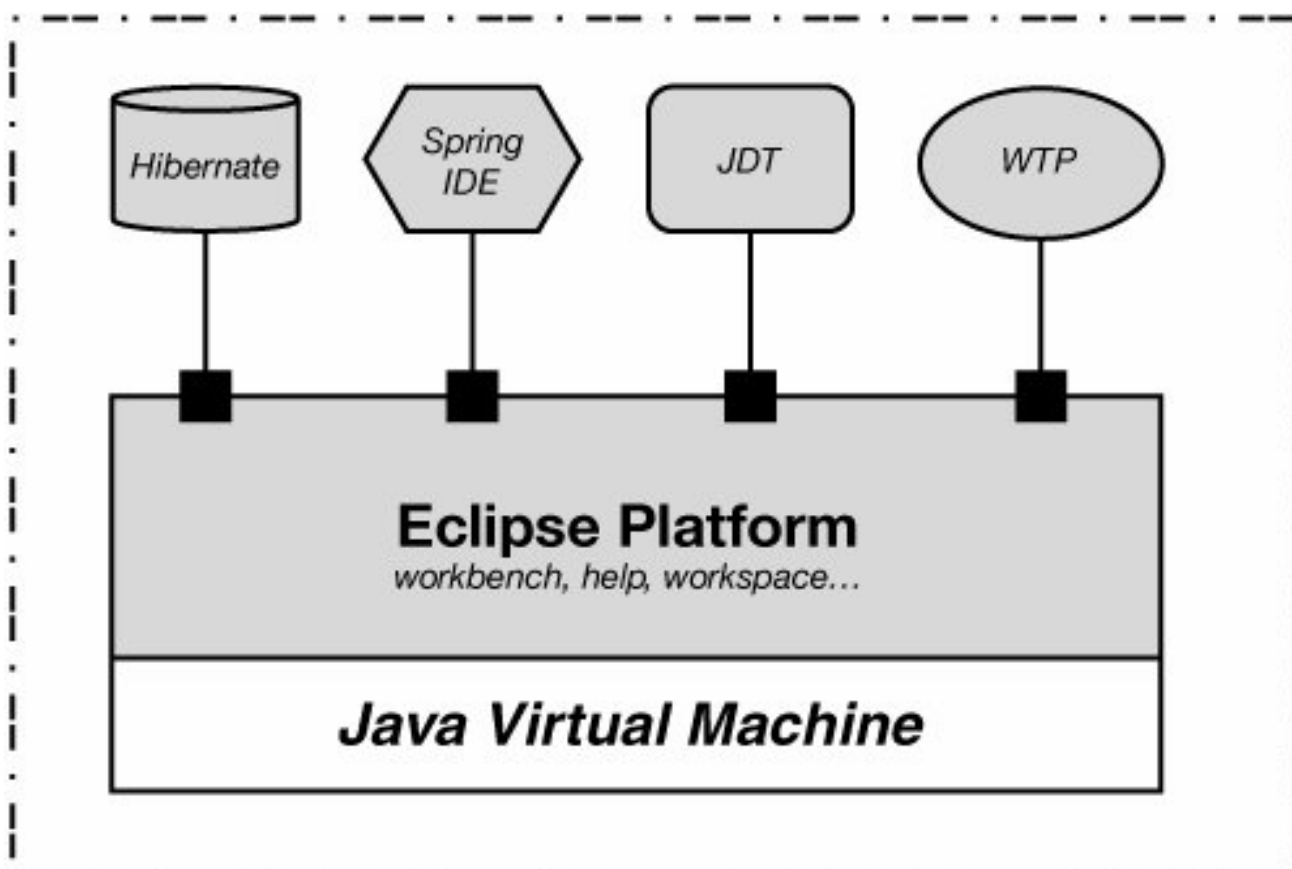 Hibernate
Spring
IDE
JDT
WTP
Eclipse Platform
workbench, help, workspace…
Java Virtual Machine